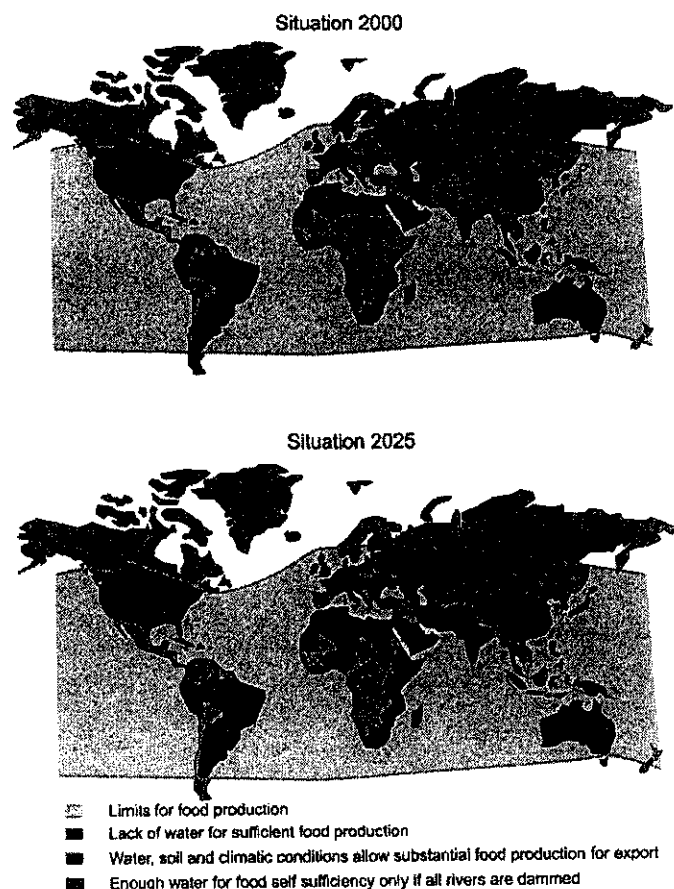 Situation 2000
Situation 2025
Limits for food production
Lack of water for sufficient food production
Water, soil and climatic conditions allow substantial food production for export
Enough water for food self sufficiency only if all rivers are dammed